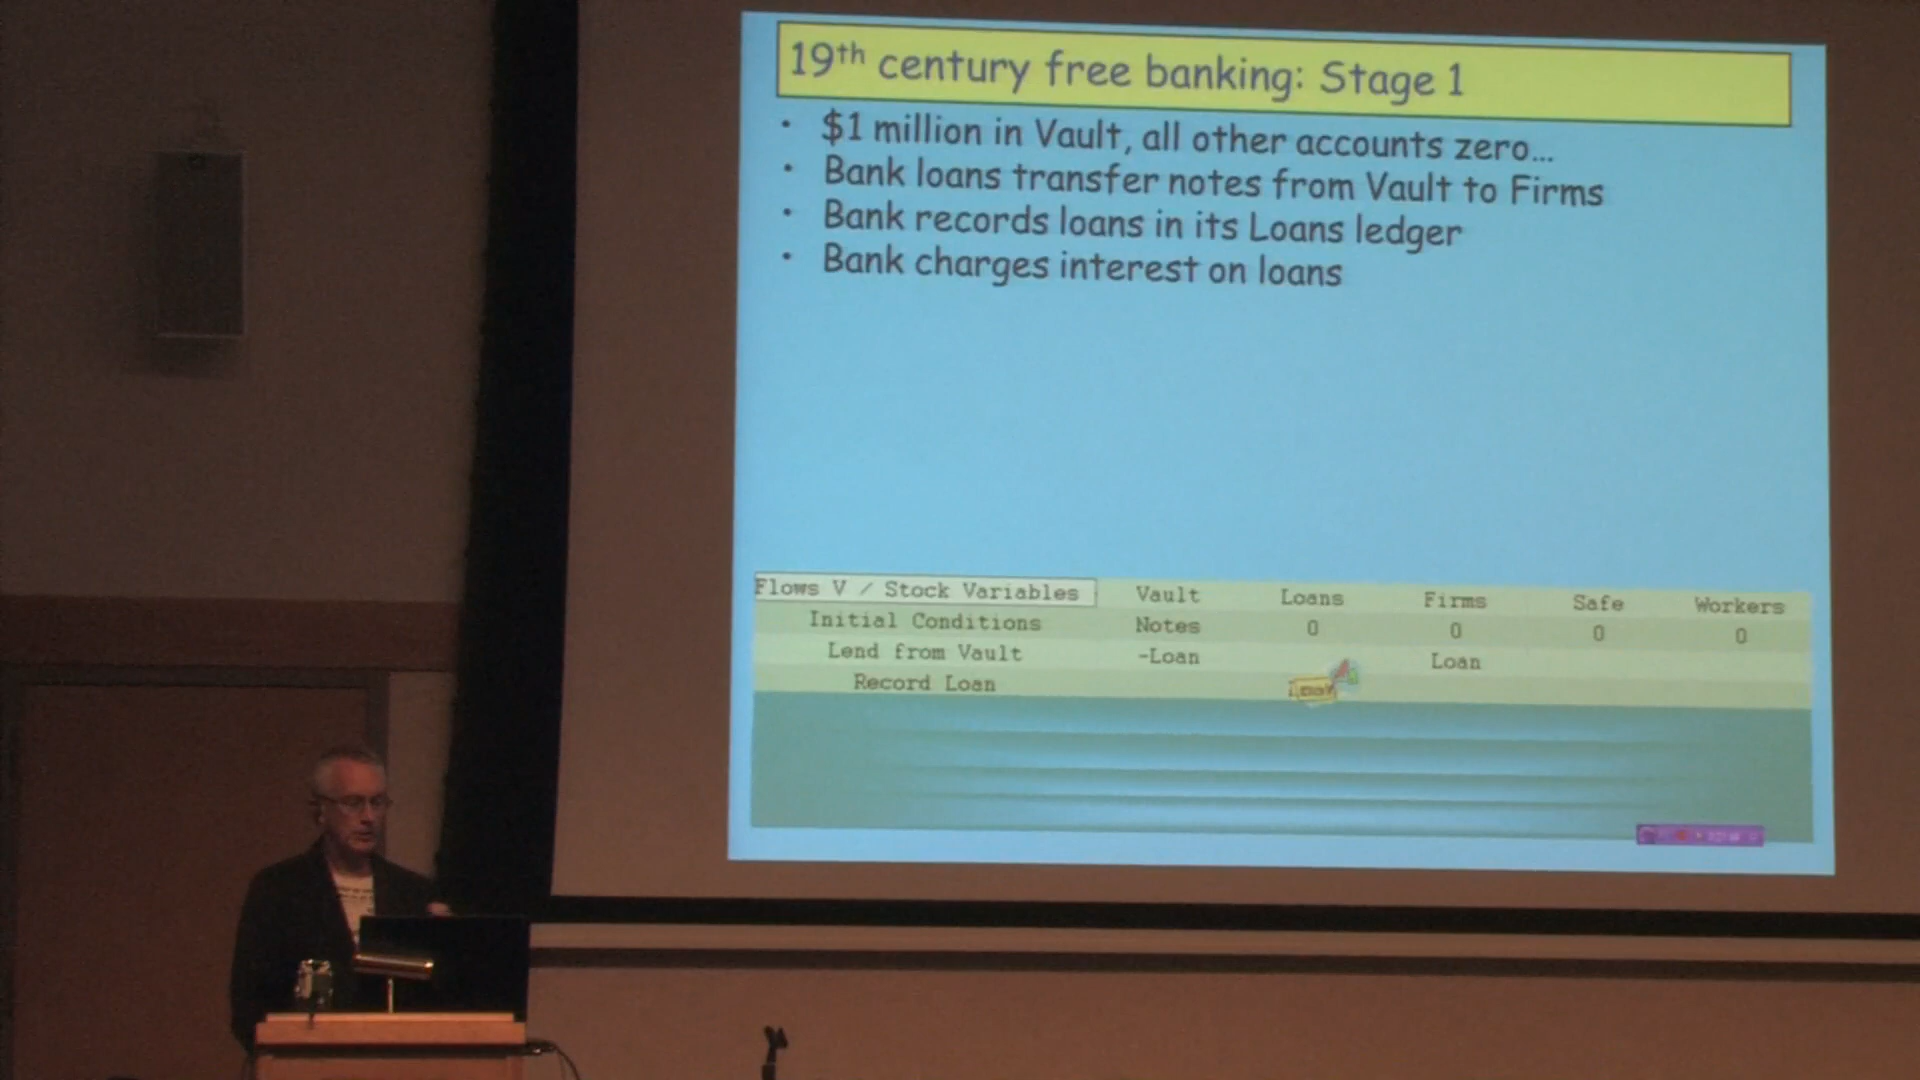 19th century free banking: Stage 1
• $1 million in Vault, all other accounts zero...
• Bank loans transfer notes from Vault to Firms
• Bank records loans in its Loans ledger
• Bank charges interest on loans
Flows V / Stock Variables Vault Loans Firms Safe Workers
Initial Conditions Notes 0 0 0 0
Lend from Vault -Loan Loan
Record Loan